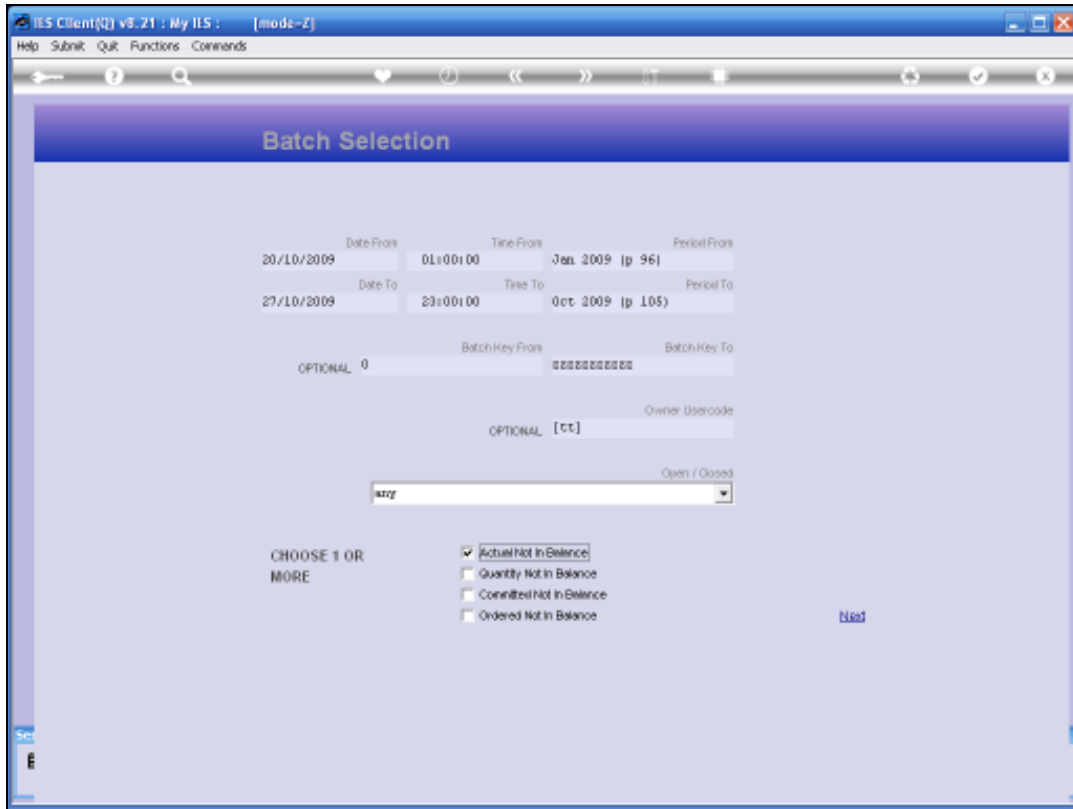 IES Client(Q) v8.21 : My IES : [mode-Z]
Help Submit Quit Functions Commands
Batch Selection
Date From Time From Period From
20/10/2009 01:00:00 Jan 2009 (p 96)
Date To Time To Period To
27/10/2009 23:00:00 Oct 2009 (p 105)
Batch Key From Batch Key To
OPTIONAL 0
Owner Usercode
OPTIONAL [tt]
Open / Closed
any
CHOOSE 1 OR
MORE
Actual Not In Balance
Quantity Not In Balance
Committed Not In Balance
Ordered Not In Balance
Next